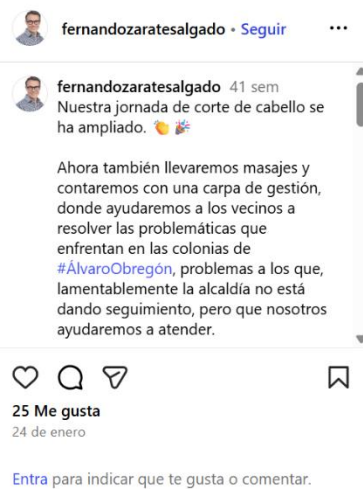 fernandozaratesalgado • Seguir
fernandozaratesalgado 41 sem
Nuestra jornada de corte de cabello se
ha ampliado. 👏 🎉
Ahora también llevaremos masajes y
contaremos con una carpa de gestión,
donde ayudaremos a los vecinos a
resolver las problemáticas que
enfrentan en las colonias de
#ÁlvaroObregón, problemas a los que,
lamentablemente la alcaldía no está
dando seguimiento, pero que nosotros
ayudaremos a atender.
25 Me gusta
24 de enero
Entra para indicar que te gusta o comentar.